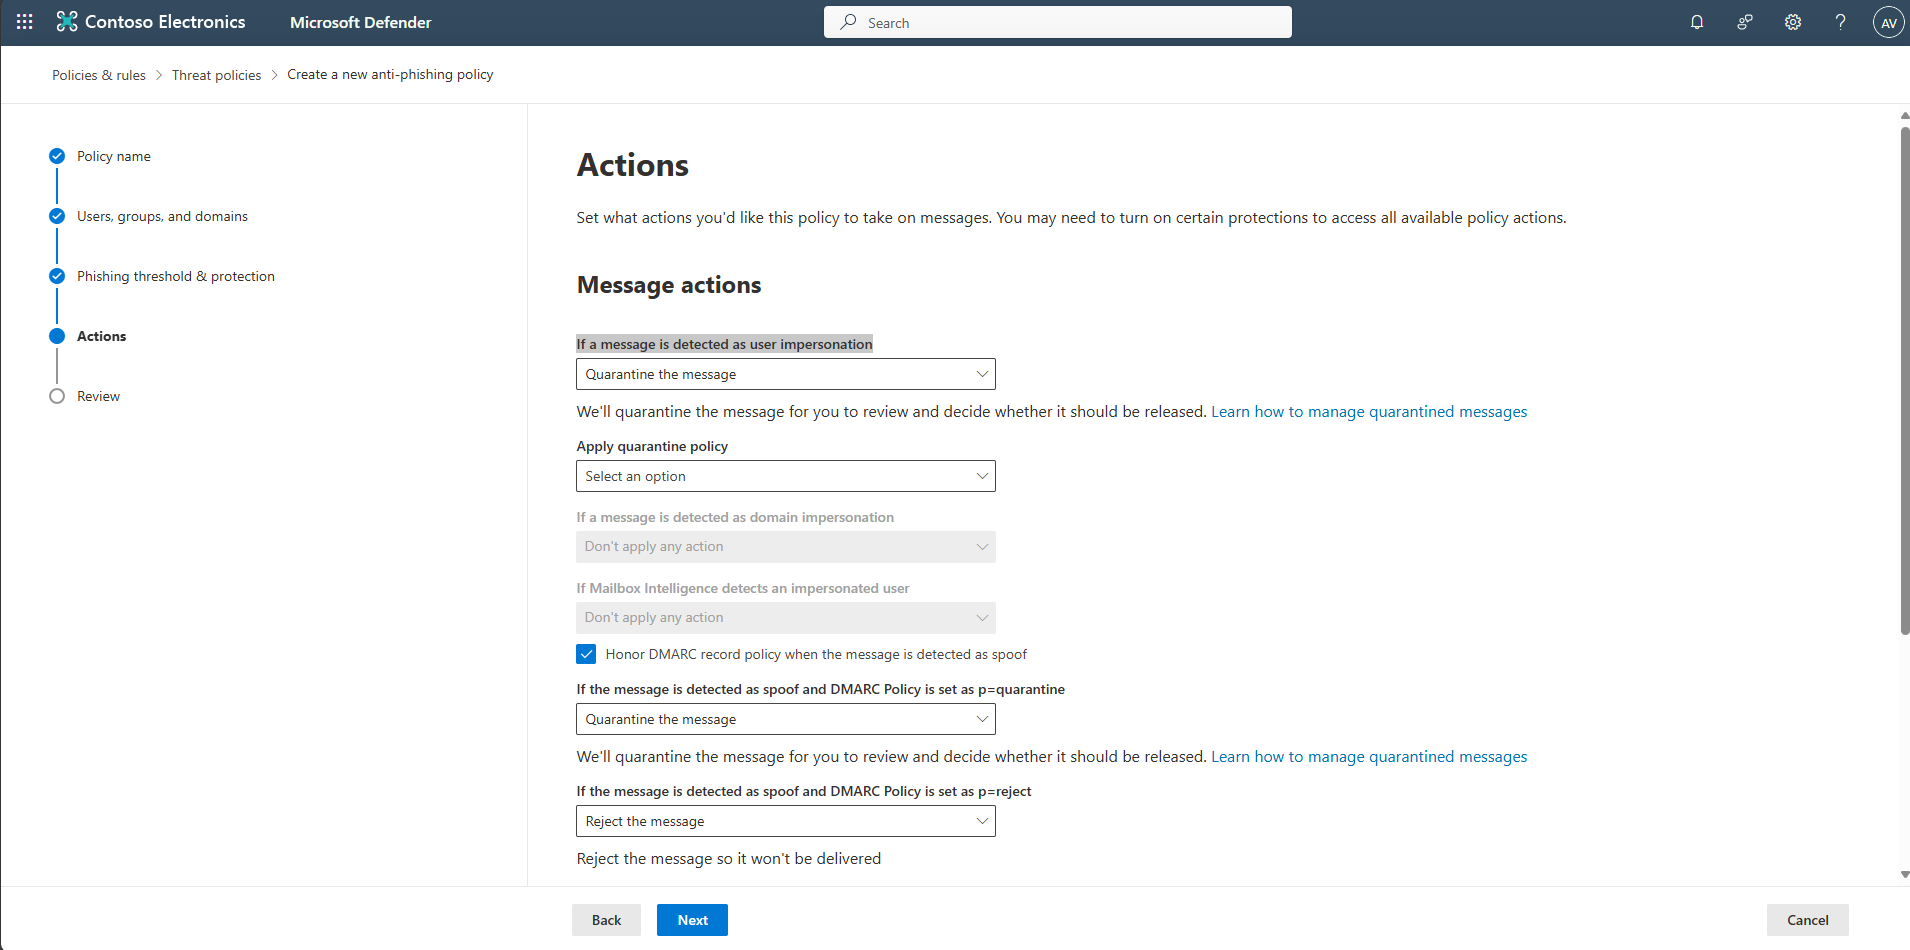 Contoso Electronics
Microsoft Defender
Search
AV
Policies & rules > Threat policies > Create a new anti-phishing policy
Policy name
Users, groups, and domains
Phishing threshold & protection
Actions
Review
Actions
Set what actions you'd like this policy to take on messages. You may need to turn on certain protections to access all available policy actions.
Message actions
If a message is detected as user impersonation
Quarantine the message
We'll quarantine the message for you to review and decide whether it should be released. Learn how to manage quarantined messages
Apply quarantine policy
Select an option
If a message is detected as domain impersonation
Don't apply any action
If Mailbox Intelligence detects an impersonated user
Don't apply any action
Honor DMARC record policy when the message is detected as spoof
If the message is detected as spoof and DMARC Policy is set as p=quarantine
Quarantine the message
We'll quarantine the message for you to review and decide whether it should be released. Learn how to manage quarantined messages
If the message is detected as spoof and DMARC Policy is set as p=reject
Reject the message
Reject the message so it won't be delivered
Back
Next
Cancel